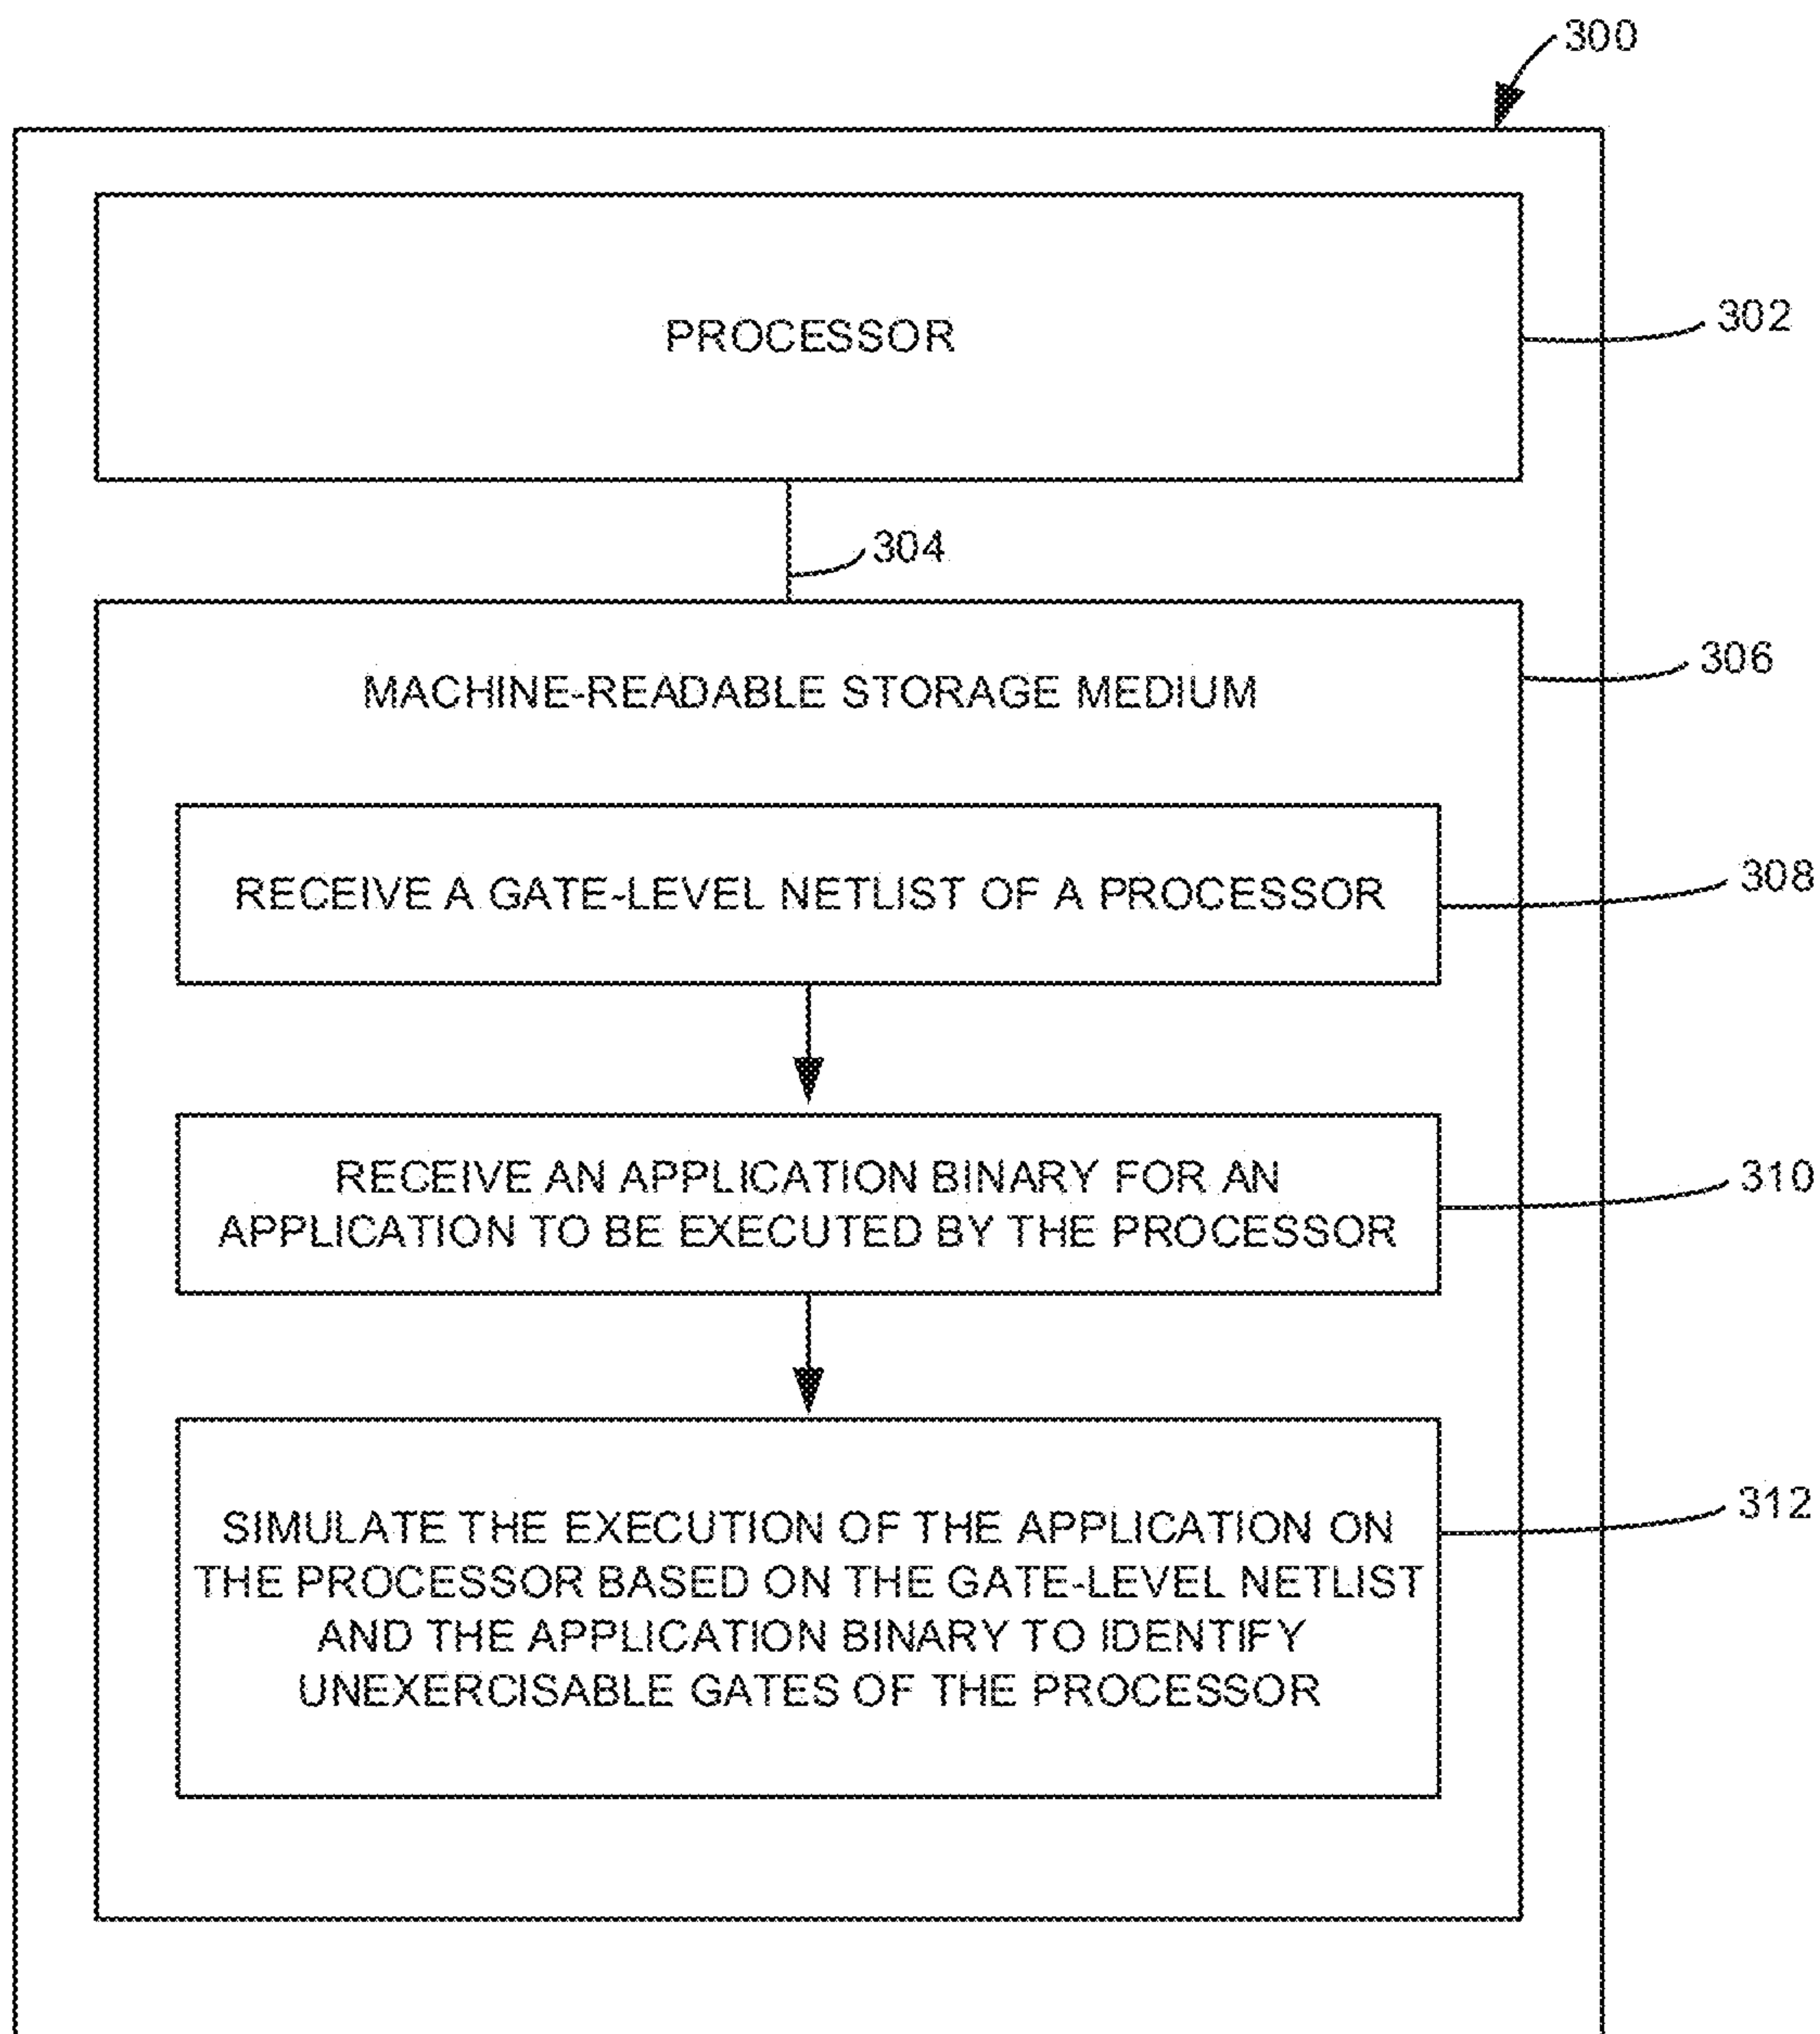 300
PROCESSOR
302
304
306
MACHINE-READABLE STORAGE MEDIUM
RECEIVE A GATE-LEVEL NETLIST OF A PROCESSOR
308
RECEIVE AN APPLICATION BINARY FOR AN
APPLICATION TO BE EXECUTED BY THE PROCESSOR
310
SIMULATE THE EXECUTION OF THE APPLICATION ON
THE PROCESSOR BASED ON THE GATE-LEVEL NETLIST
AND THE APPLICATION BINARY TO IDENTIFY
UNEXERCISABLE GATES OF THE PROCESSOR
312